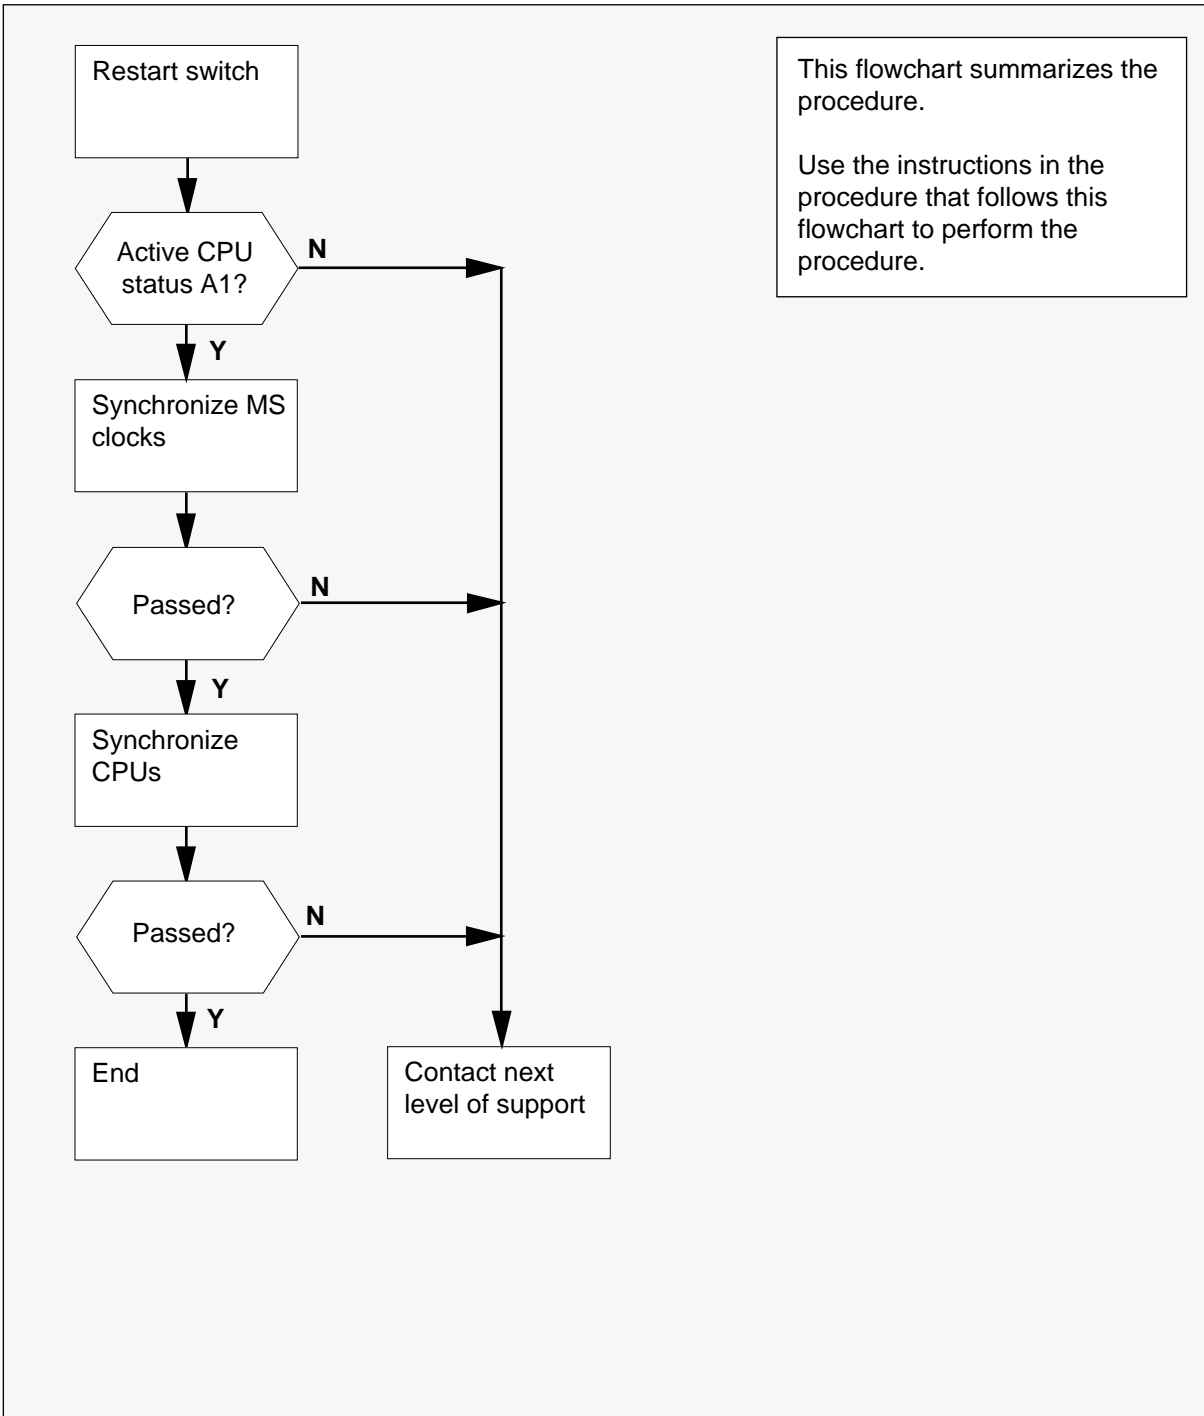 Restart switch
This flowchart summarizes the
procedure.
Use the instructions in the
procedure that follows this
flowchart to perform the
procedure.
Active CPU
status A1?
N
Y
Synchronize MS
clocks
Passed?
N
Y
Synchronize
CPUs
Passed?
N
Y
End
Contact next
level of support